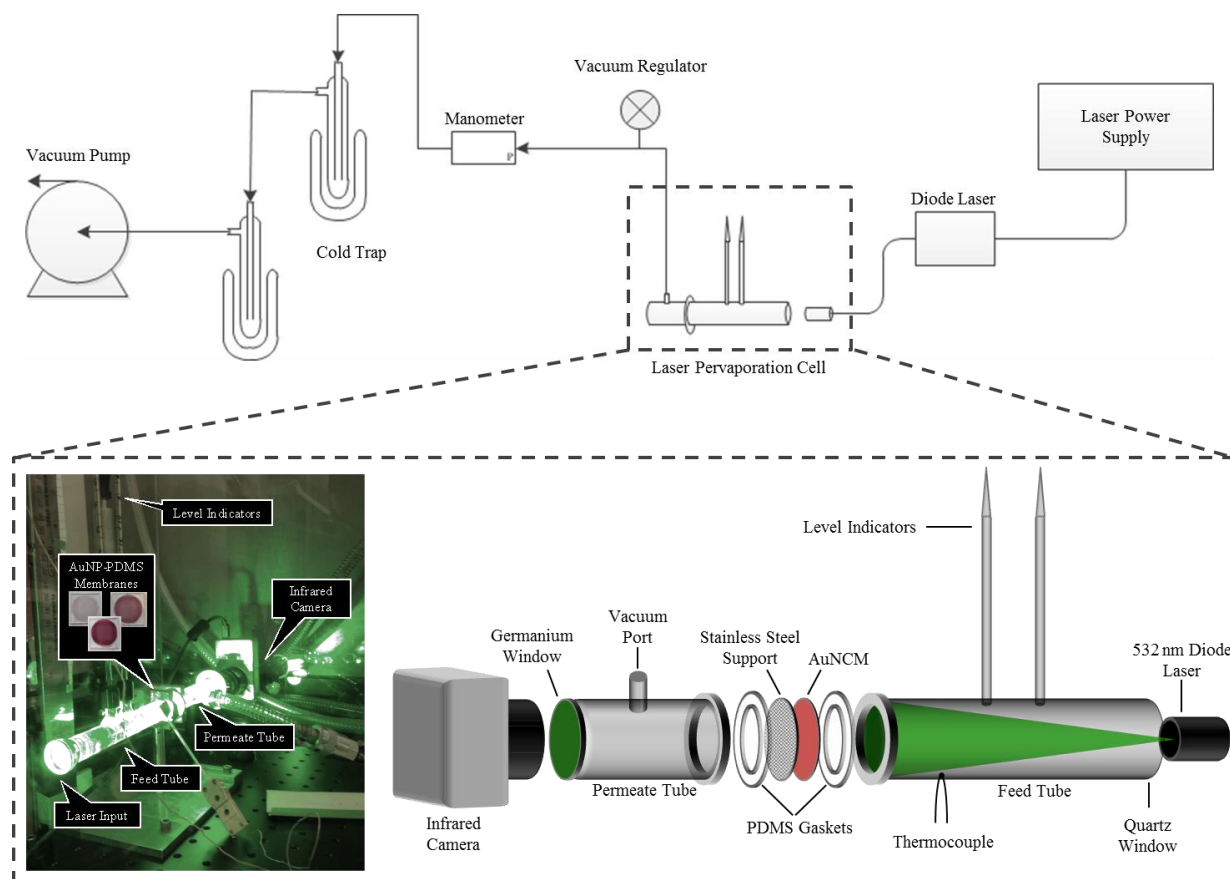 Vacuum Regulator
Manometer
P
Laser Power
Supply
Vacuum Pump
Diode Laser
Cold Trap
Laser Pervaporation Cell
Level Indicators
AuNP-PDMS
Membranes
Infrared
Camera
Permeate Tube
Feed Tube
Laser Input
Level Indicators
Vacuum
Port
Germanium
Window
Stainless Steel
Support
AuNCM
532 nm Diode
Laser
Permeate Tube
Feed Tube
Infrared
Camera
PDMS Gaskets
Thermocouple
Quartz
Window